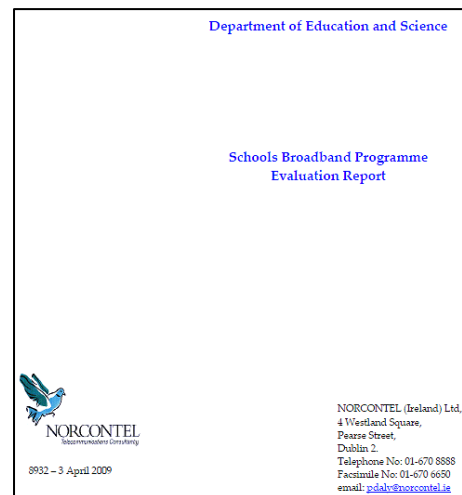 Department of Education and Science
Schools Broadband Programme
Evaluation Report
NORCONTEL
Telecommunications Consultancy
8932 – 3 April 2009
NORCONTEL (Ireland) Ltd,
4 Westland Square,
Pearse Street,
Dublin 2.
Telephone No: 01-670 8888
Facsimile No: 01-670 6650
email: pdaly@norcontel.ie